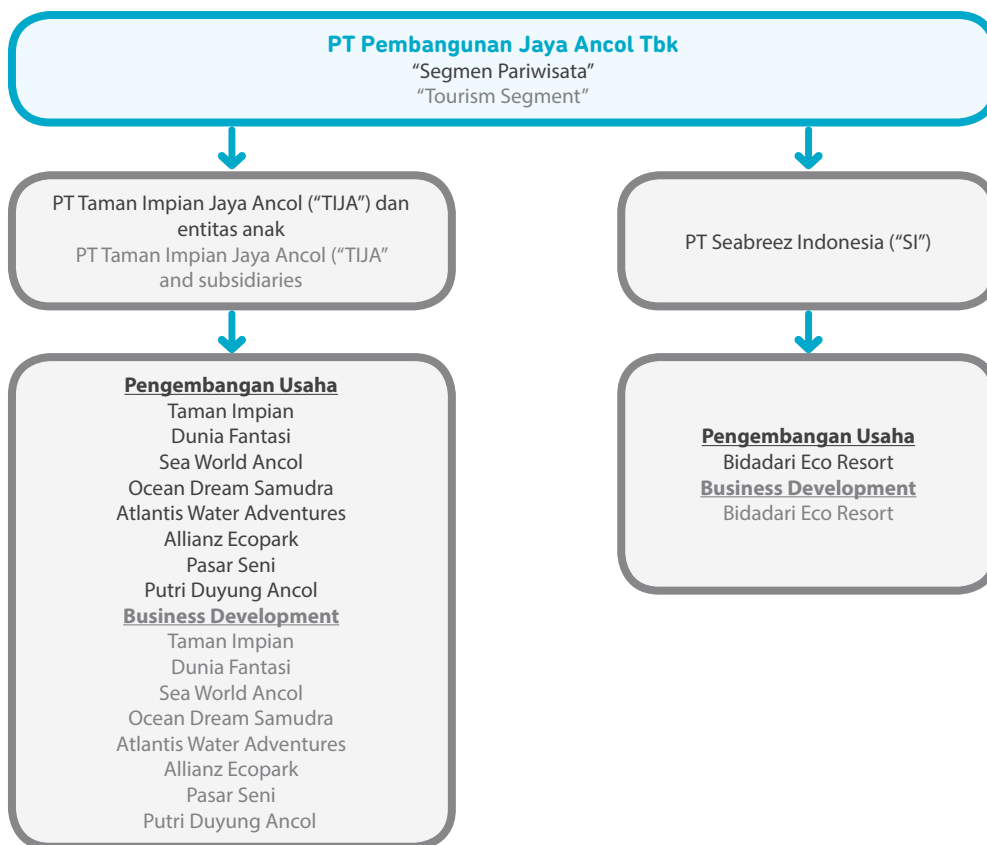 PT Pembangunan Jaya Ancol Tbk
“Segmen Pariwisata”
“Tourism Segment”
PT Taman Impian Jaya Ancol (“TIJA”) dan
entitas anak
PT Taman Impian Jaya Ancol (“TIJA”
and subsidiaries
PT Seabreez Indonesia (“SI”)
Pengembangan Usaha
Taman Impian
Dunia Fantasi
Sea World Ancol
Ocean Dream Samudra
Atlantis Water Adventures
Allianz Ecopark
Pasar Seni
Putri Duyung Ancol
Business Development
Taman Impian
Dunia Fantasi
Sea World Ancol
Ocean Dream Samudra
Atlantis Water Adventures
Allianz Ecopark
Pasar Seni
Putri Duyung Ancol
Pengembangan Usaha
Bidadari Eco Resort
Business Development
Bidadari Eco Resort